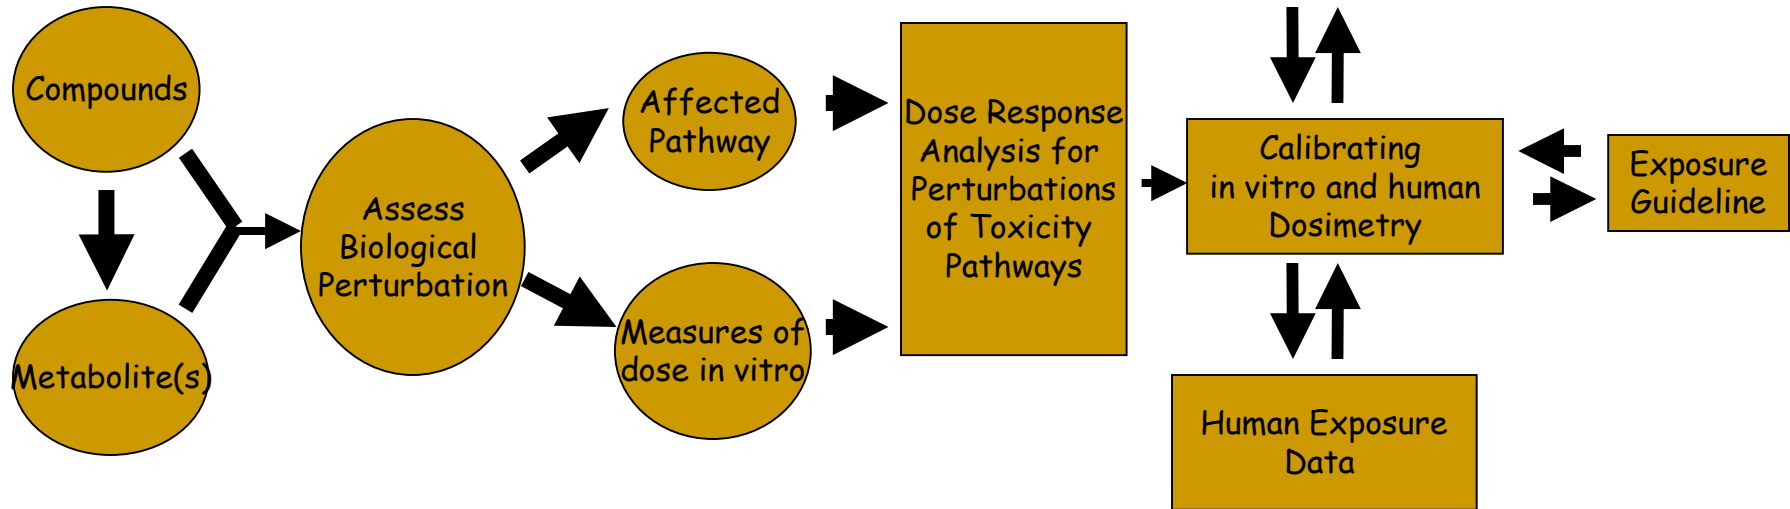 Compounds
Metabolite(s)
Assess
Biological
Perturbation
Affected
Pathway
Measures of
dose in vitro
Dose Response
Analysis for
Perturbations
of Toxicity
Pathways
Calibrating
in vitro and human
Dosimetry
Human Exposure
Data
Exposure
Guideline